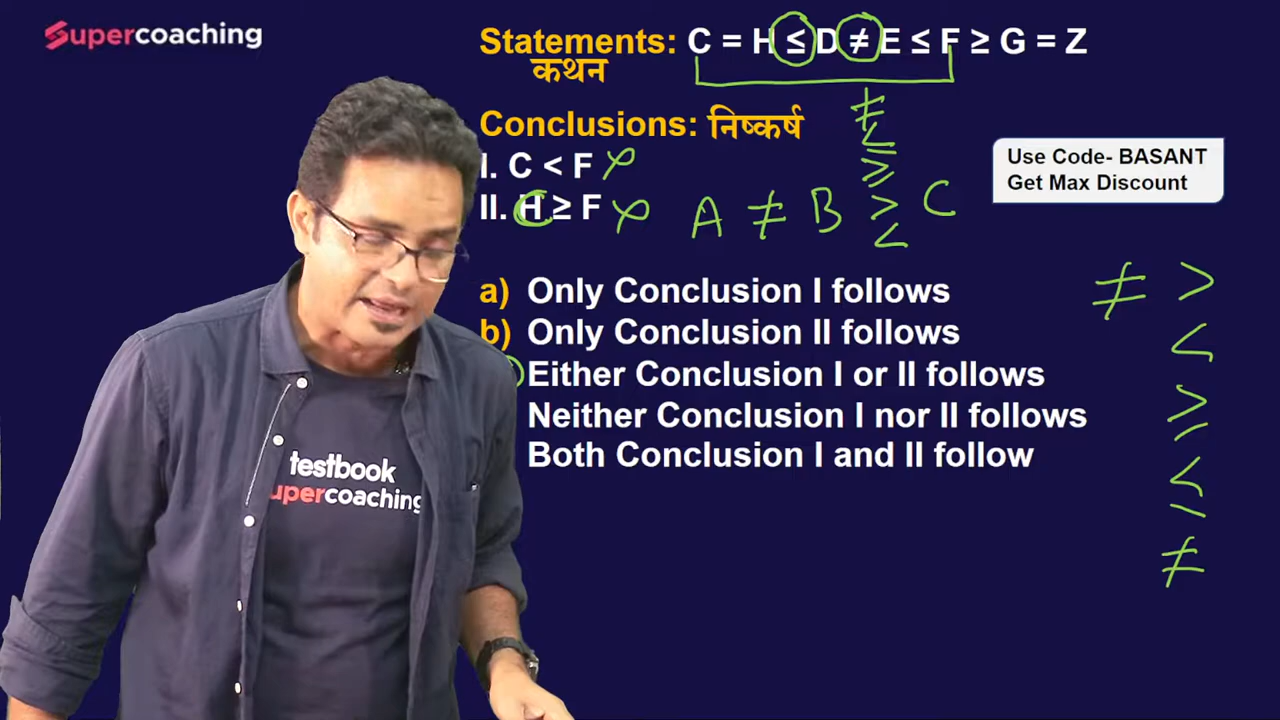 Supercoaching
Statements: C = H ≤ D ≠ E ≤ F ≥ G = Z
कथन
≠
≤
≥
>
<
Conclusions: निष्कर्ष
Use Code- BASANT
Get Max Discount
I. C < F
II. H ≥ F
C
A ≠ B > C
a) Only Conclusion I follows
b) Only Conclusion II follows
Either Conclusion I or II follows
Neither Conclusion I nor II follows
Both Conclusion I and II follow
≠ >
<
≥
≤
≠
testbook
upercoaching